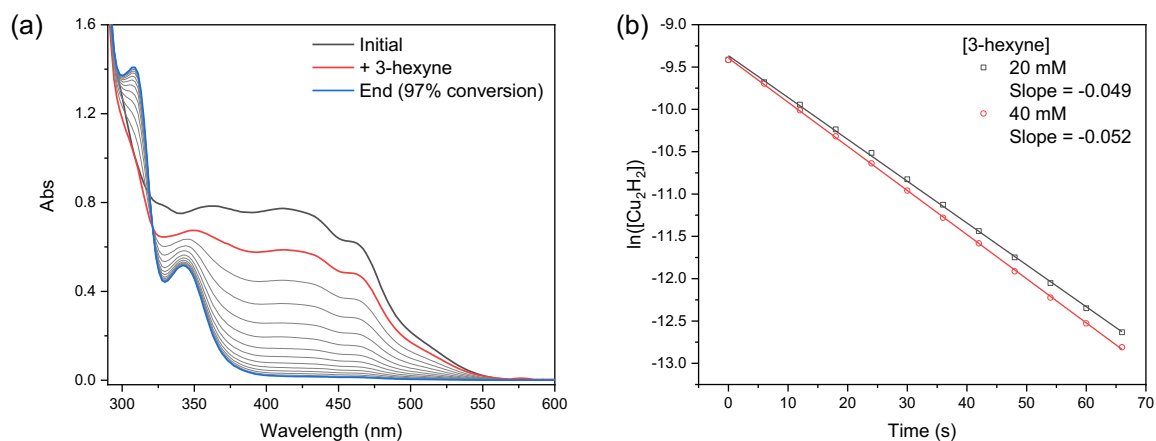 (a)
1.6
1.2
0.8
0.4
0.0
Abs
300
350
400
450
500
550
600
Wavelength (nm)
Initial
+ 3-hexyne
End (97% conversion)
(b)
-9.0
-9.5
-10.0
-10.5
-11.0
-11.5
-12.0
-12.5
-13.0
ln([Cu₂H₂])
0
10
20
30
40
50
60
70
Time (s)
[3-hexyne]
20 mM
Slope = -0.049
40 mM
Slope = -0.052